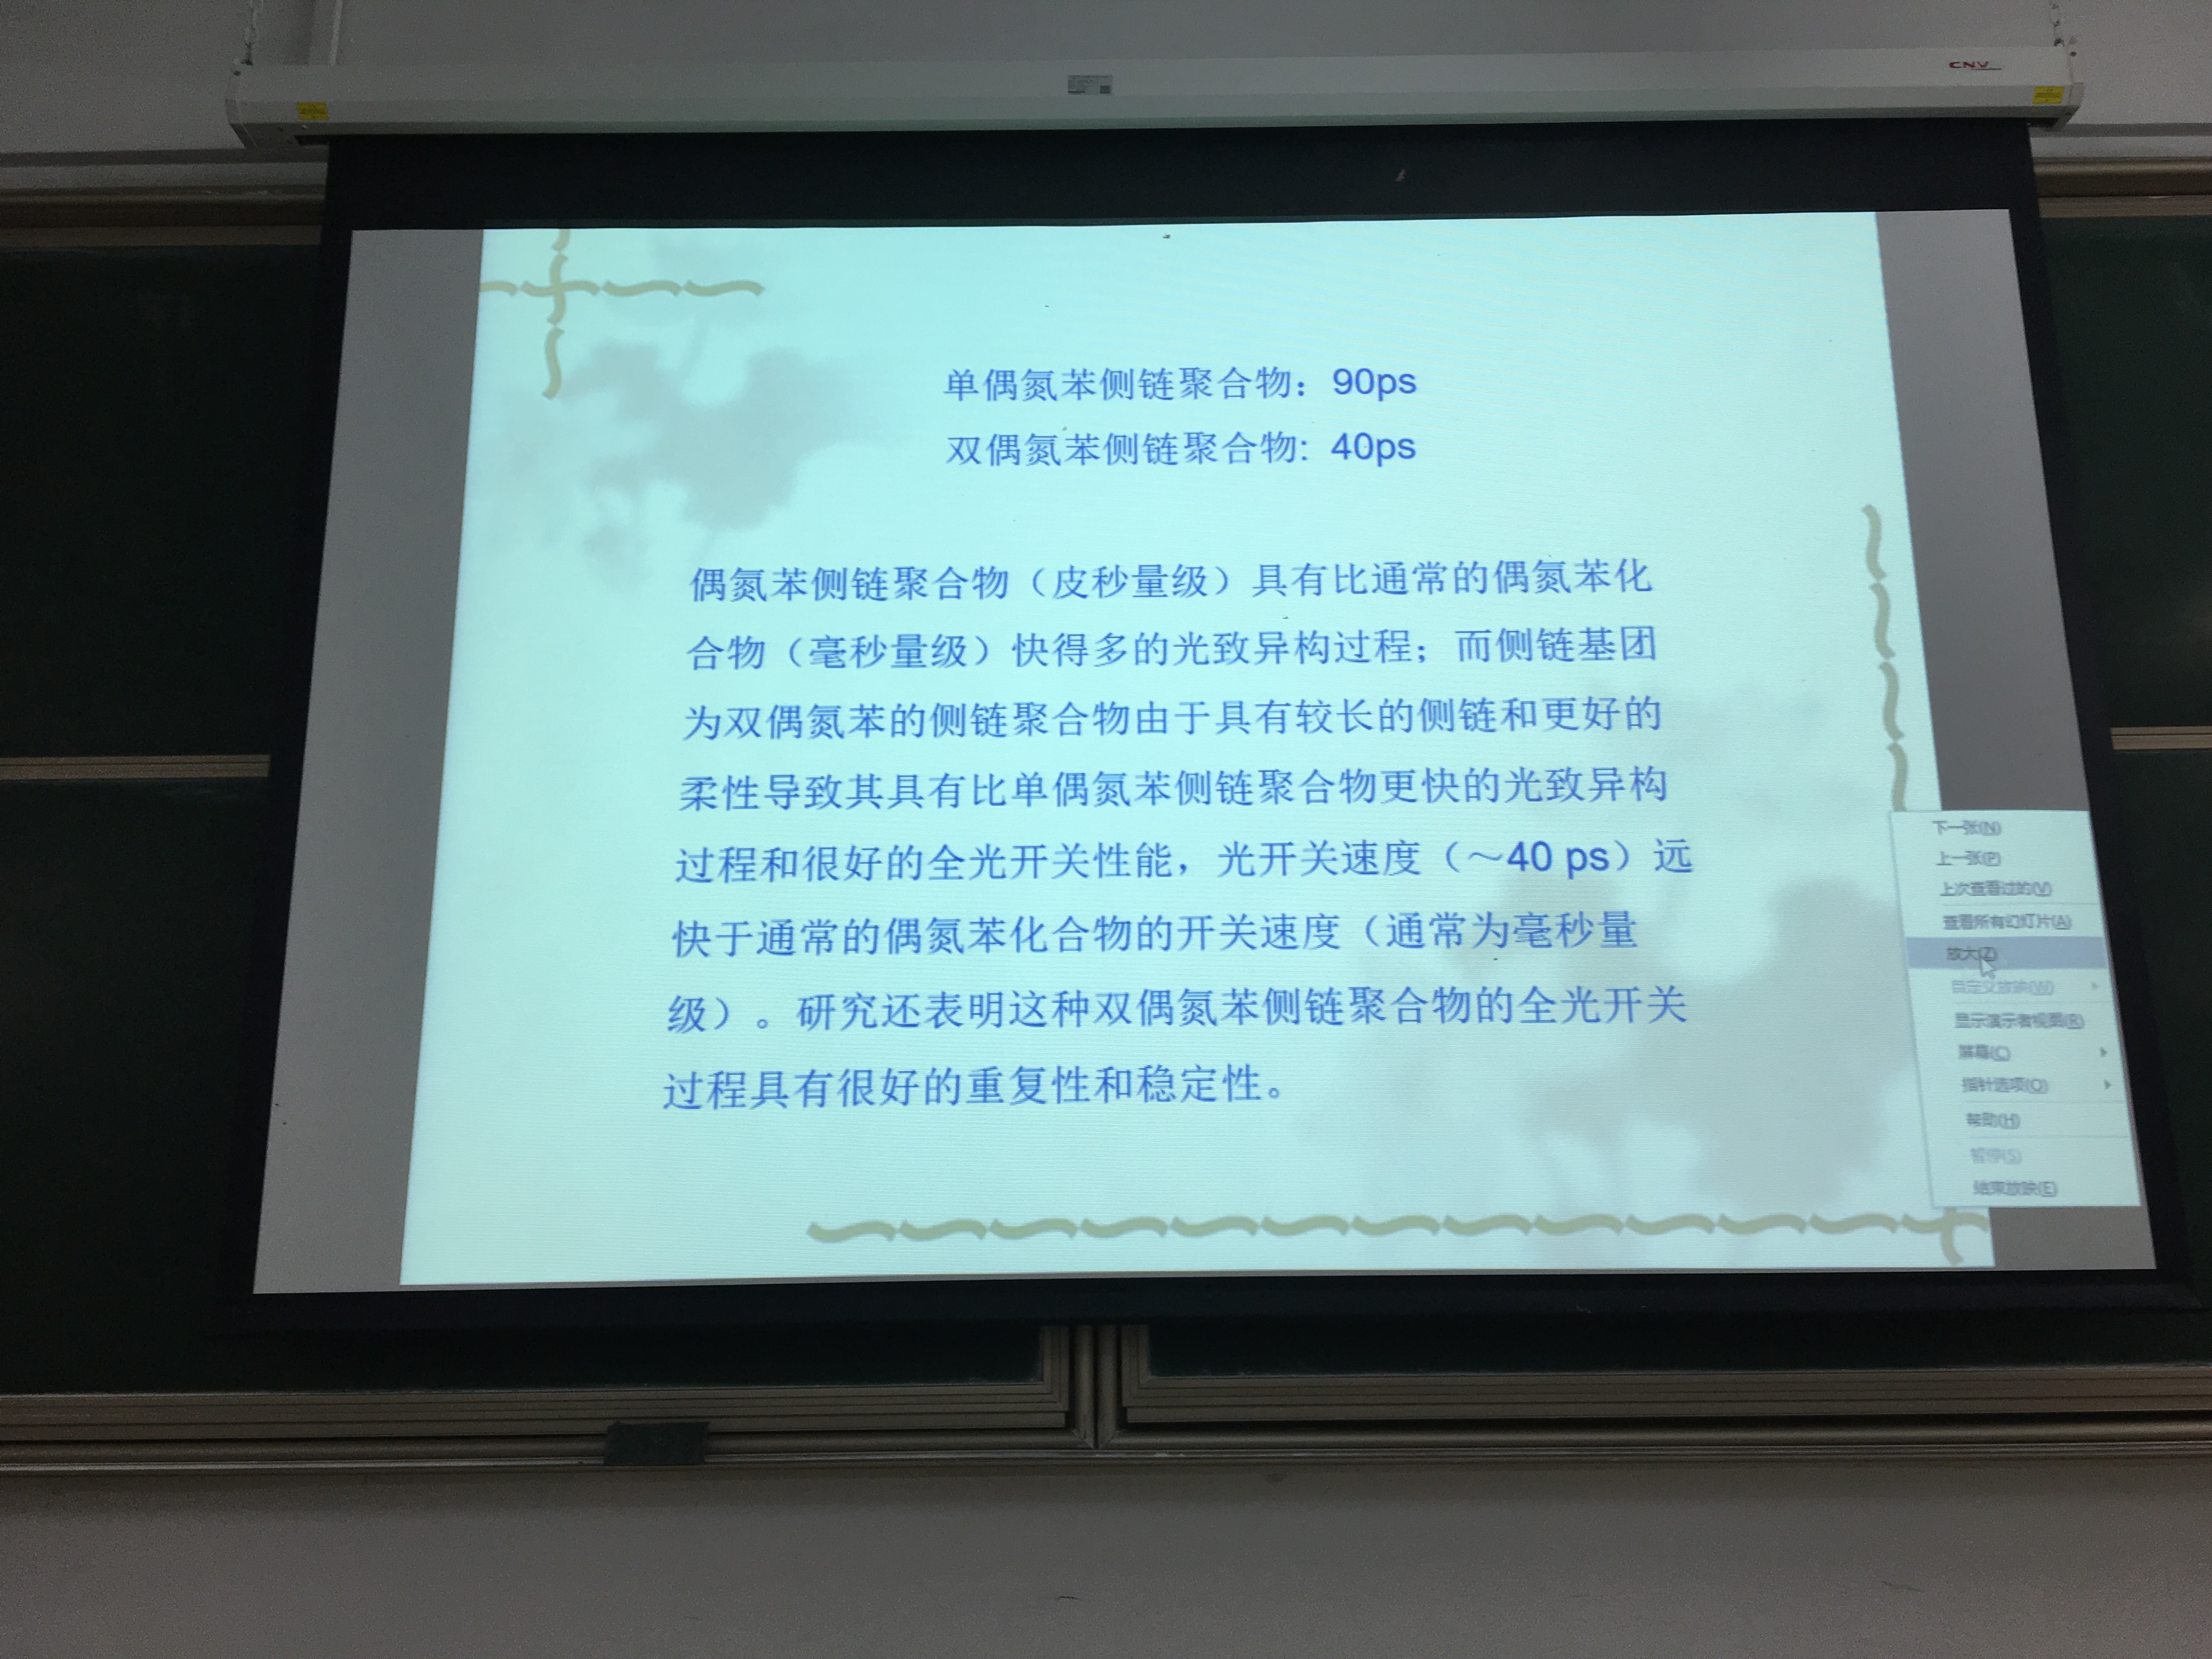 CNV
单偶氮苯侧链聚合物：90ps
双偶氮苯侧链聚合物: 40ps
偶氮苯侧链聚合物（皮秒量级）具有比通常的偶氮苯化
合物（毫秒量级）快得多的光致异构过程；而侧链基团
为双偶氮苯的侧链聚合物由于具有较长的侧链和更好的
柔性导致其具有比单偶氮苯侧链聚合物更快的光致异构
过程和很好的全光开关性能，光开关速度（～40 ps）远
快于通常的偶氮苯化合物的开关速度（通常为毫秒量
级）。研究还表明这种双偶氮苯侧链聚合物的全光开关
过程具有很好的重复性和稳定性。
下一张(N)
上一张(P)
上次查看过的(V)
查看所有幻灯片(A)
放大(Z)
自定义放映(W)
显示演示者视图(R)
屏幕(C)
指针选项(O)
帮助(H)
暂停(S)
结束放映(E)